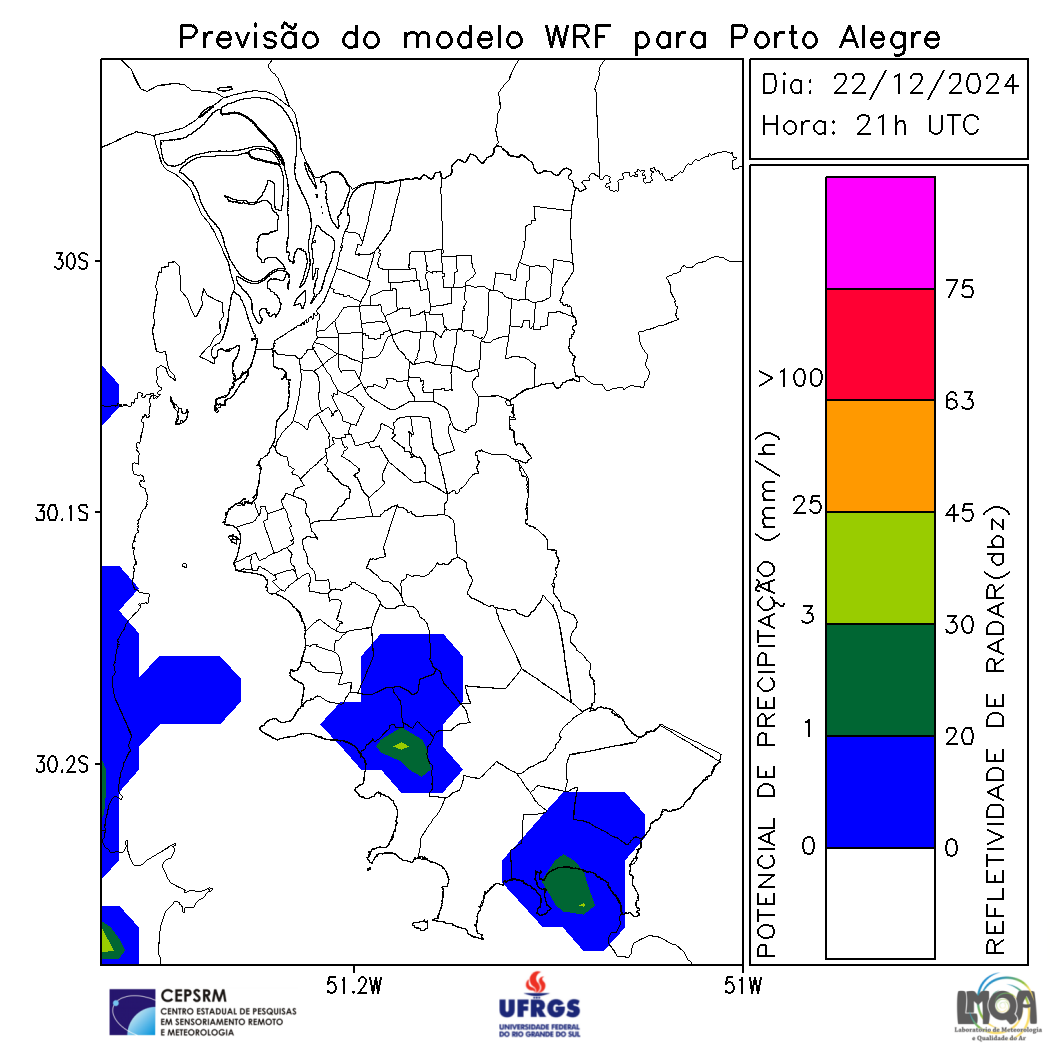 Previsão do modelo WRF para Porto Alegre
Dia: 22/12/2024
Hora: 21h UTC
30S
30.1S
30.2S
51.2W
51W
POTENCIAL DE PRECIPITAÇÃO (mm/h)
>100
25
3
1
0
75
63
45
30
20
0
REFLETIVIDADE DE RADAR(dbz)
CEPSRM
CENTRO ESTADUAL DE PESQUISAS
EM SENSORIAMENTO REMOTO
E METEOROLOGIA
UFRGS
UNIVERSIDADE FEDERAL
DO RIO GRANDE DO SUL
LMQA
Laboratório de Meteorologia
e Qualidade do Ar